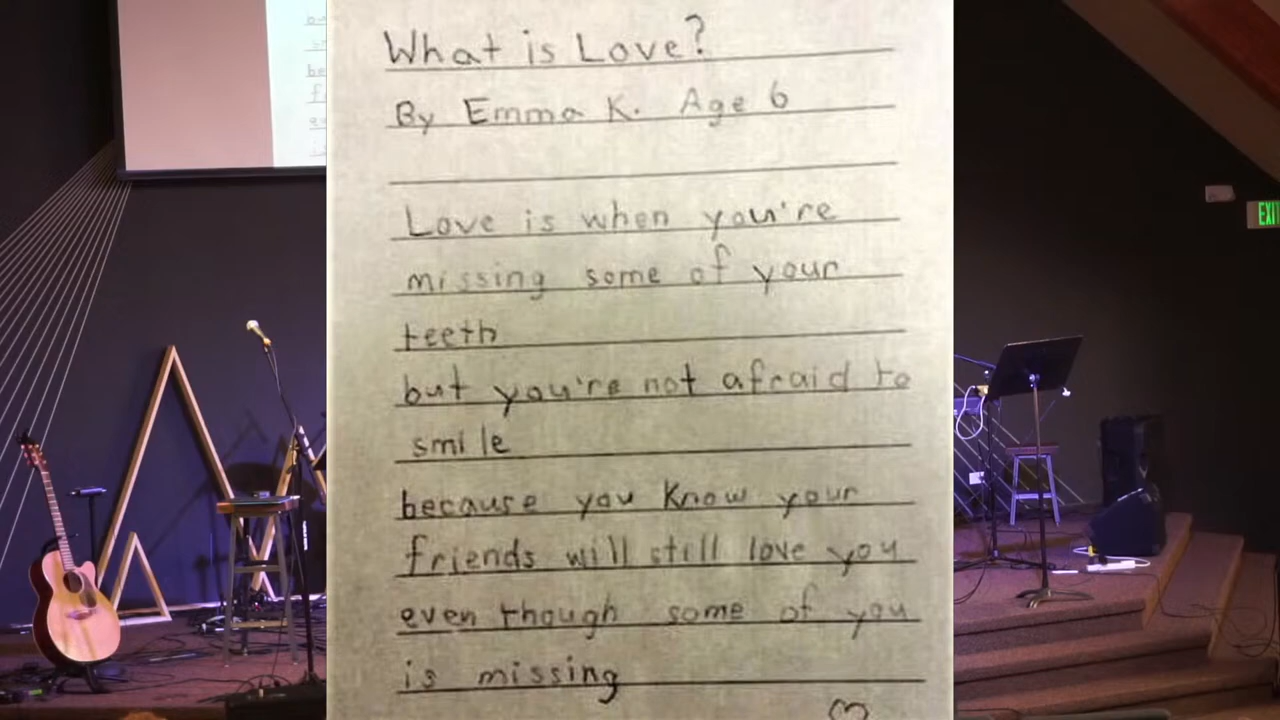 What is Love?
By Emma K. Age 6
Love is when you're
missing some of your
teeth
but you're not afraid to
smile
because you know your
friends will still love you
even though some of you
is missing
EXIT